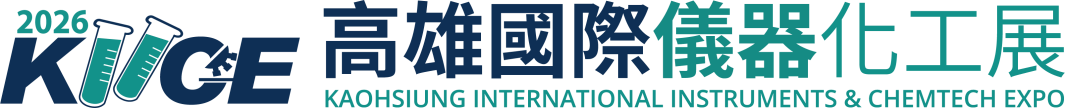 2026
KIICE
高雄國際儀器化工展
KAOHSIUNG INTERNATIONAL INSTRUMENTS & CHEMTECH EXPO